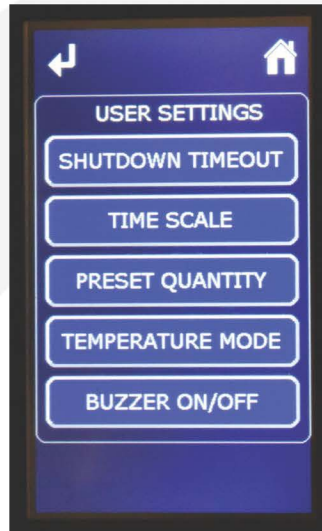 USER SETTINGS
SHUTDOWN TIMEOUT
TIME SCALE
PRESET QUANTITY
TEMPERATURE MODE
BUZZER ON/OFF